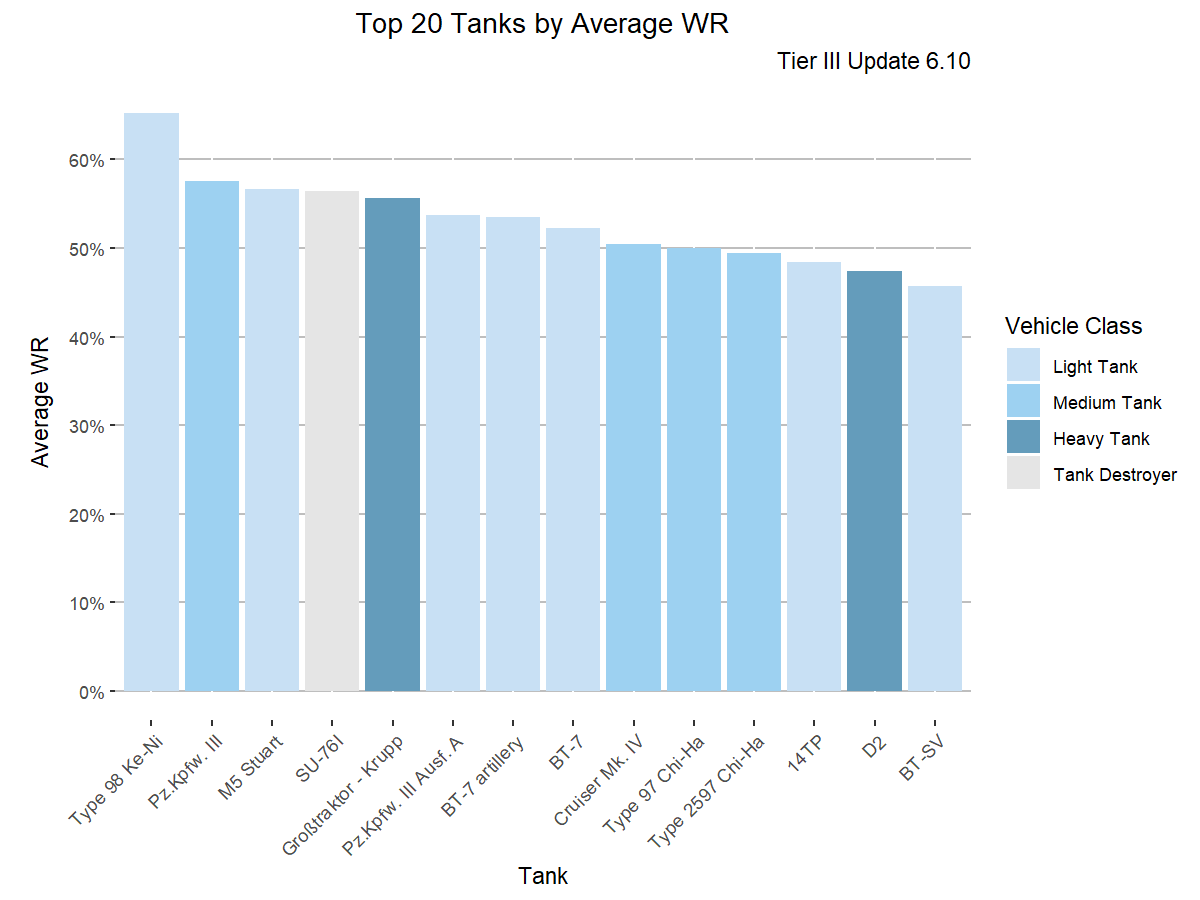 Top 20 Tanks by Average WR
Tier III Update 6.10
Average WR
60%
50%
40%
30%
20%
10%
0%
Type 98 Ke-Ni
Pz.Kpfw. III
M5 Stuart
SU-76I
Großtraktor - Krupp
Pz.Kpfw. III Ausf. A
BT-7 artillery
BT-7
Cruiser Mk. IV
Type 97 Chi-Ha
Type 2597 Chi-Ha
14TP
D2
BT-SV
Tank
Vehicle Class
Light Tank
Medium Tank
Heavy Tank
Tank Destroyer